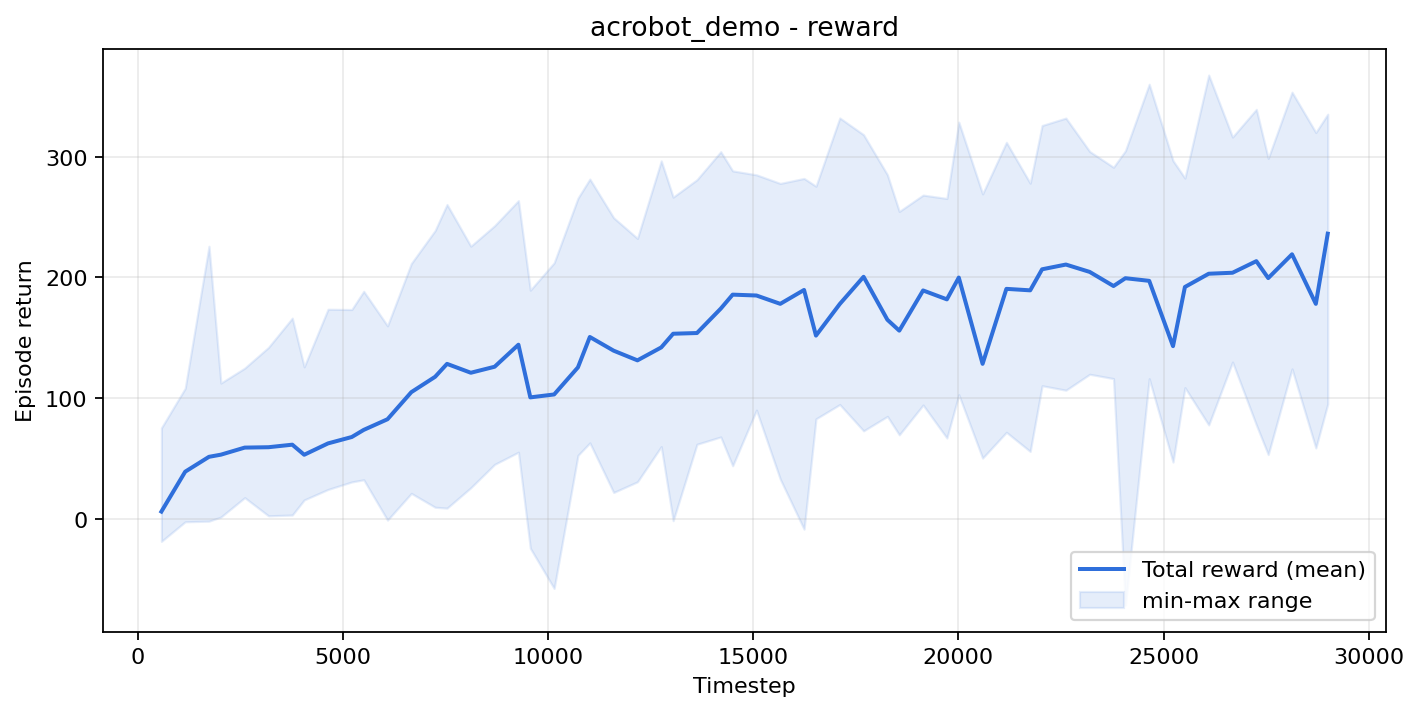 acrobot_demo - reward
Episode return
300
200
100
0
Total reward (mean)
min-max range
0 5000 10000 15000 20000 25000 30000
Timestep